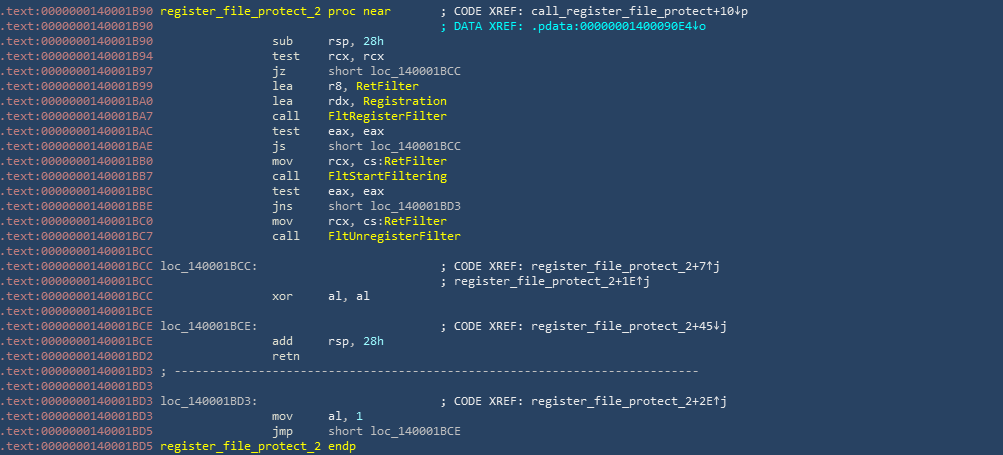 .text:0000000140001B90 register_file_protect_2 proc near ; CODE XREF: call_register_file_protect+10↓p
.text:0000000140001B90 ; DATA XREF: .pdata:00000001400090E4↓o
.text:0000000140001B90 sub rsp, 28h
.text:0000000140001B94 test rcx, rcx
.text:0000000140001B97 jz short loc_140001BCC
.text:0000000140001B99 lea r8, RetFilter
.text:0000000140001BA0 lea rdx, Registration
.text:0000000140001BA7 call FltRegisterFilter
.text:0000000140001BAC test eax, eax
.text:0000000140001BAE js short loc_140001BCC
.text:0000000140001BB0 mov rcx, cs:RetFilter
.text:0000000140001BB7 call FltStartFiltering
.text:0000000140001BBC test eax, eax
.text:0000000140001BBE jns short loc_140001BD3
.text:0000000140001BC0 mov rcx, cs:RetFilter
.text:0000000140001BC7 call FltUnregisterFilter
.text:0000000140001BCC
.text:0000000140001BCC loc_140001BCC: ; CODE XREF: register_file_protect_2+7↑j
.text:0000000140001BCC ; register_file_protect_2+1E↑j
.text:0000000140001BCC xor al, al
.text:0000000140001BCE
.text:0000000140001BCE loc_140001BCE: ; CODE XREF: register_file_protect_2+45↓j
.text:0000000140001BCE add rsp, 28h
.text:0000000140001BD2 retn
.text:0000000140001BD3 ; ---------------------------------------------------------------------------
.text:0000000140001BD3
.text:0000000140001BD3 loc_140001BD3: ; CODE XREF: register_file_protect_2+2E↑j
.text:0000000140001BD3 mov al, 1
.text:0000000140001BD5 jmp short loc_140001BCE
.text:0000000140001BD5 register_file_protect_2 endp